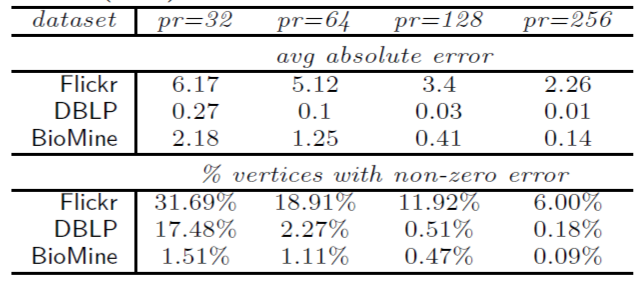 dataset pr=32 pr=64 pr=128 pr=256
avg absolute error
Flickr 6.17 5.12 3.4 2.26
DBLP 0.27 0.1 0.03 0.01
BioMine 2.18 1.25 0.41 0.14
% vertices with non-zero error
Flickr 31.69% 18.91% 11.92% 6.00%
DBLP 17.48% 2.27% 0.51% 0.18%
BioMine 1.51% 1.11% 0.47% 0.09%